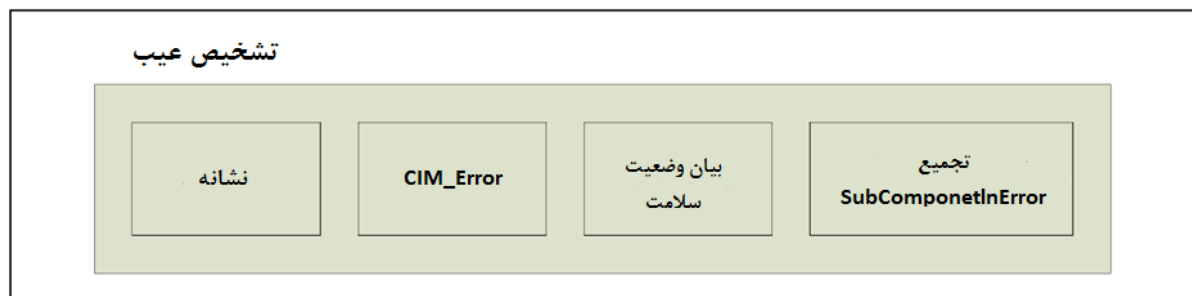 تشخیص عیب
تجمیع
SubComponetInError
بیان وضعیت
سلامت
CIM_Error
نشانه